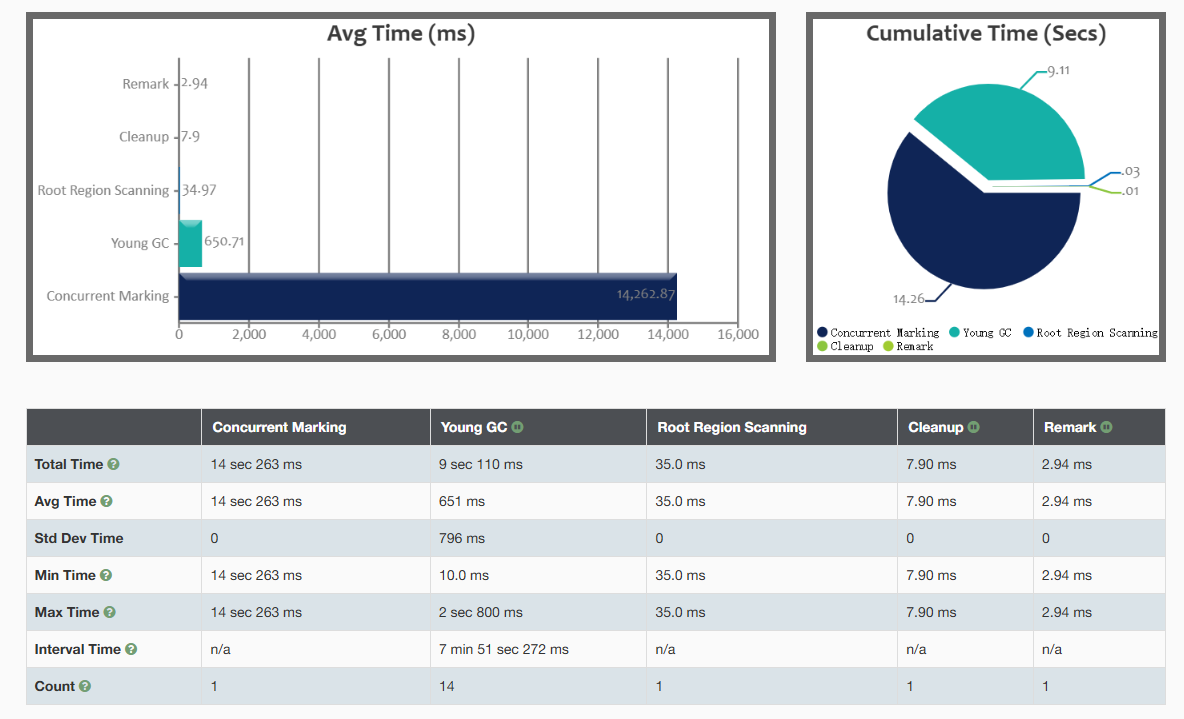 Avg Time (ms)
Remark 2.94
Cleanup 7.9
Root Region Scanning 34.97
Young GC 650.71
Concurrent Marking 14,262.87
0 2,000 4,000 6,000 8,000 10,000 12,000 14,000 16,000
Cumulative Time (Secs)
9.11
.03
.01
14.26
Concurrent Marking Young GC Root Region Scanning
Cleanup Remark
Concurrent Marking Young GC Root Region Scanning Cleanup Remark
Total Time 14 sec 263 ms 9 sec 110 ms 35.0 ms 7.90 ms 2.94 ms
Avg Time 14 sec 263 ms 651 ms 35.0 ms 7.90 ms 2.94 ms
Std Dev Time 0 796 ms 0 0 0
Min Time 14 sec 263 ms 10.0 ms 35.0 ms 7.90 ms 2.94 ms
Max Time 14 sec 263 ms 2 sec 800 ms 35.0 ms 7.90 ms 2.94 ms
Interval Time n/a 7 min 51 sec 272 ms n/a n/a n/a
Count 1 14 1 1 1